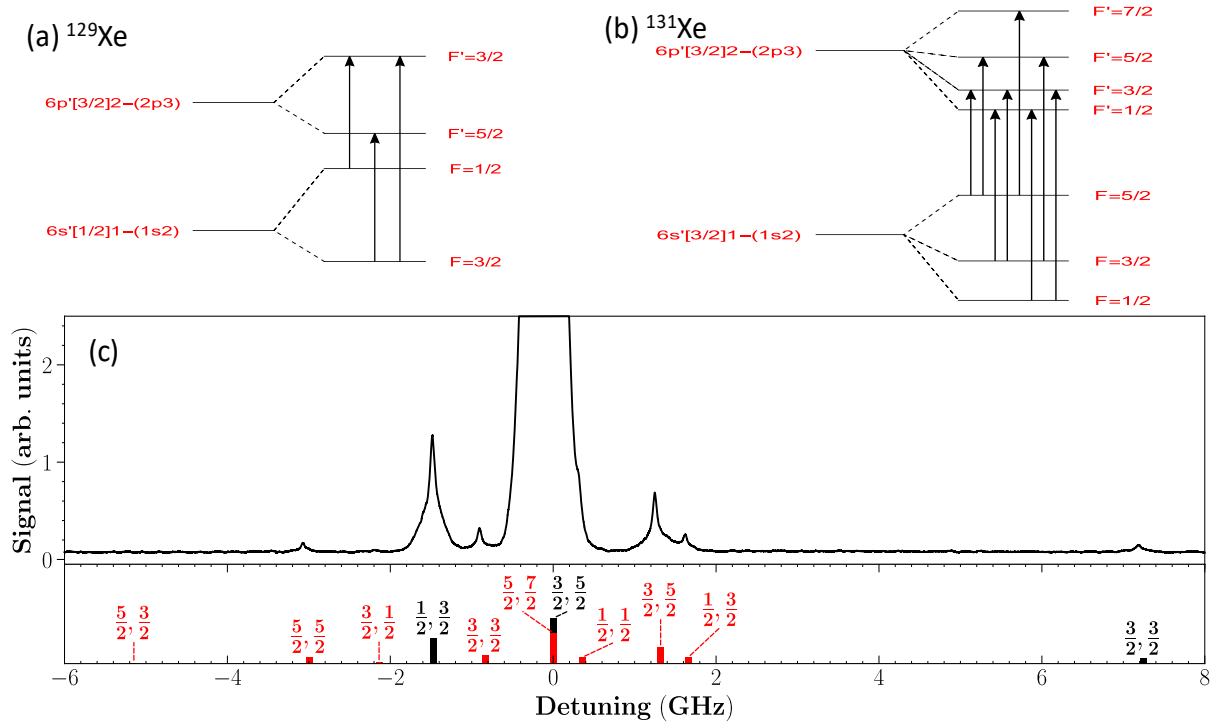 (a) ¹²⁹Xe
6p'[3/2]2−(2p3)
F'=3/2
F'=5/2
F=1/2
6s'[1/2]1−(1s2)
F=3/2
(b) ¹³¹Xe
F'=7/2
6p'[3/2]2−(2p3)
F'=5/2
F'=3/2
F'=1/2
F=5/2
6s'[3/2]1−(1s2)
F=3/2
F=1/2
(c)
Signal (arb. units)
2
1
0
5/2, 3/2
5/2, 5/2
3/2, 1/2
1/2, 3/2
3/2, 3/2
5/2, 7/2
3/2, 5/2
1/2, 1/2
3/2, 5/2
1/2, 3/2
3/2, 3/2
−6 −4 −2 0 2 4 6 8
Detuning (GHz)